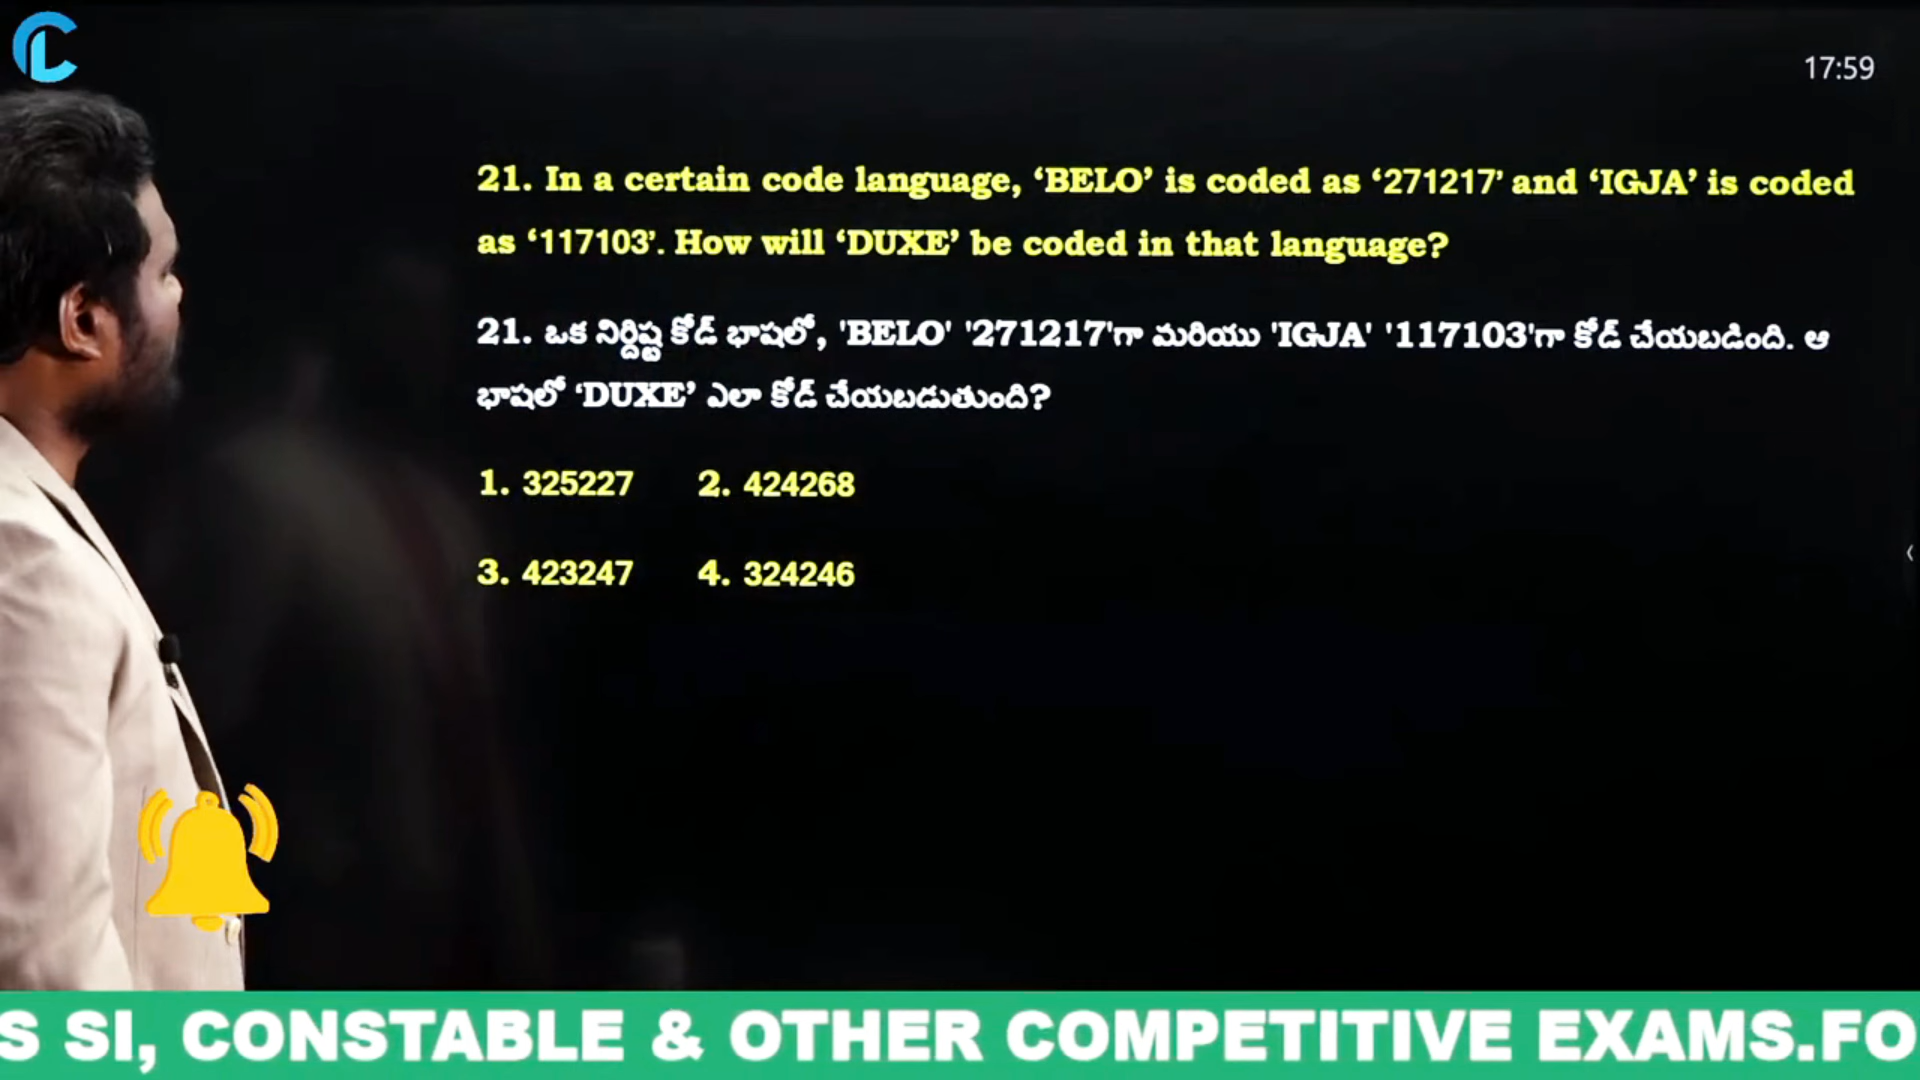 17:59
21. In a certain code language, ‘BELO’ is coded as ‘271217’ and ‘IGJA’ is coded
as ‘117103’. How will ‘DUXE’ be coded in that language?
21. ఒక నిర్దిష్ట కోడ్ భాషలో, 'BELO' '271217'గా మరియు 'IGJA' '117103'గా కోడ్ చేయబడింది. ఆ
భాషలో ‘DUXE’ ఎలా కోడ్ చేయబడుతుంది?
1. 325227 2. 424268
3. 423247 4. 324246
S SI, CONSTABLE & OTHER COMPETITIVE EXAMS.FO